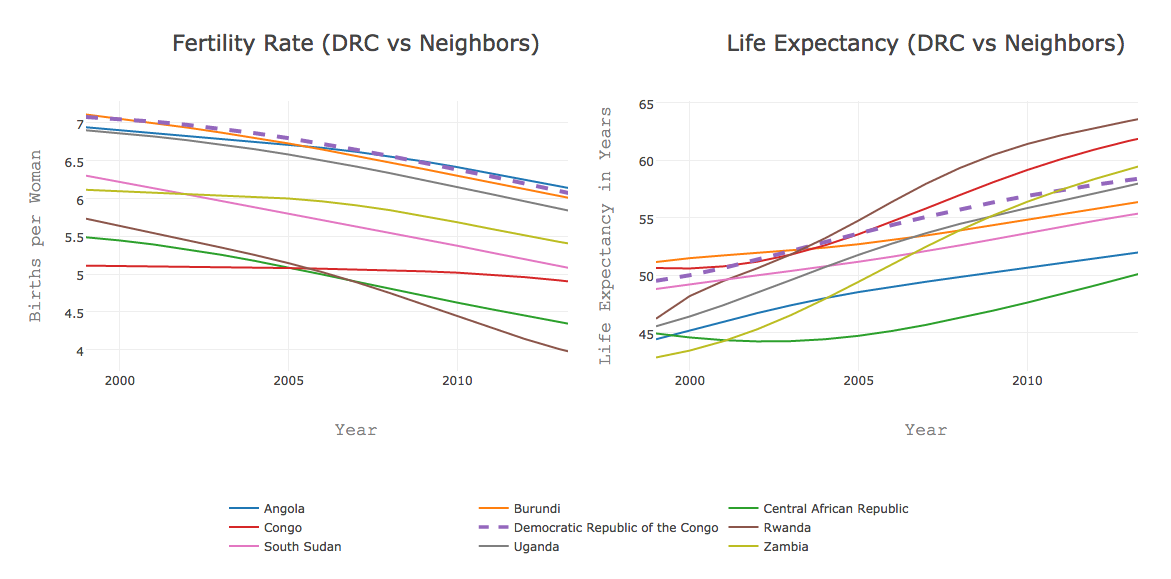 Fertility Rate (DRC vs Neighbors)
Births per Woman
7
6.5
6
5.5
5
4.5
4
2000 2005 2010
Year
Life Expectancy (DRC vs Neighbors)
Life Expectancy in Years
65
60
55
50
45
2000 2005 2010
Year
Angola Burundi Central African Republic
Congo Democratic Republic of the Congo Rwanda
South Sudan Uganda Zambia